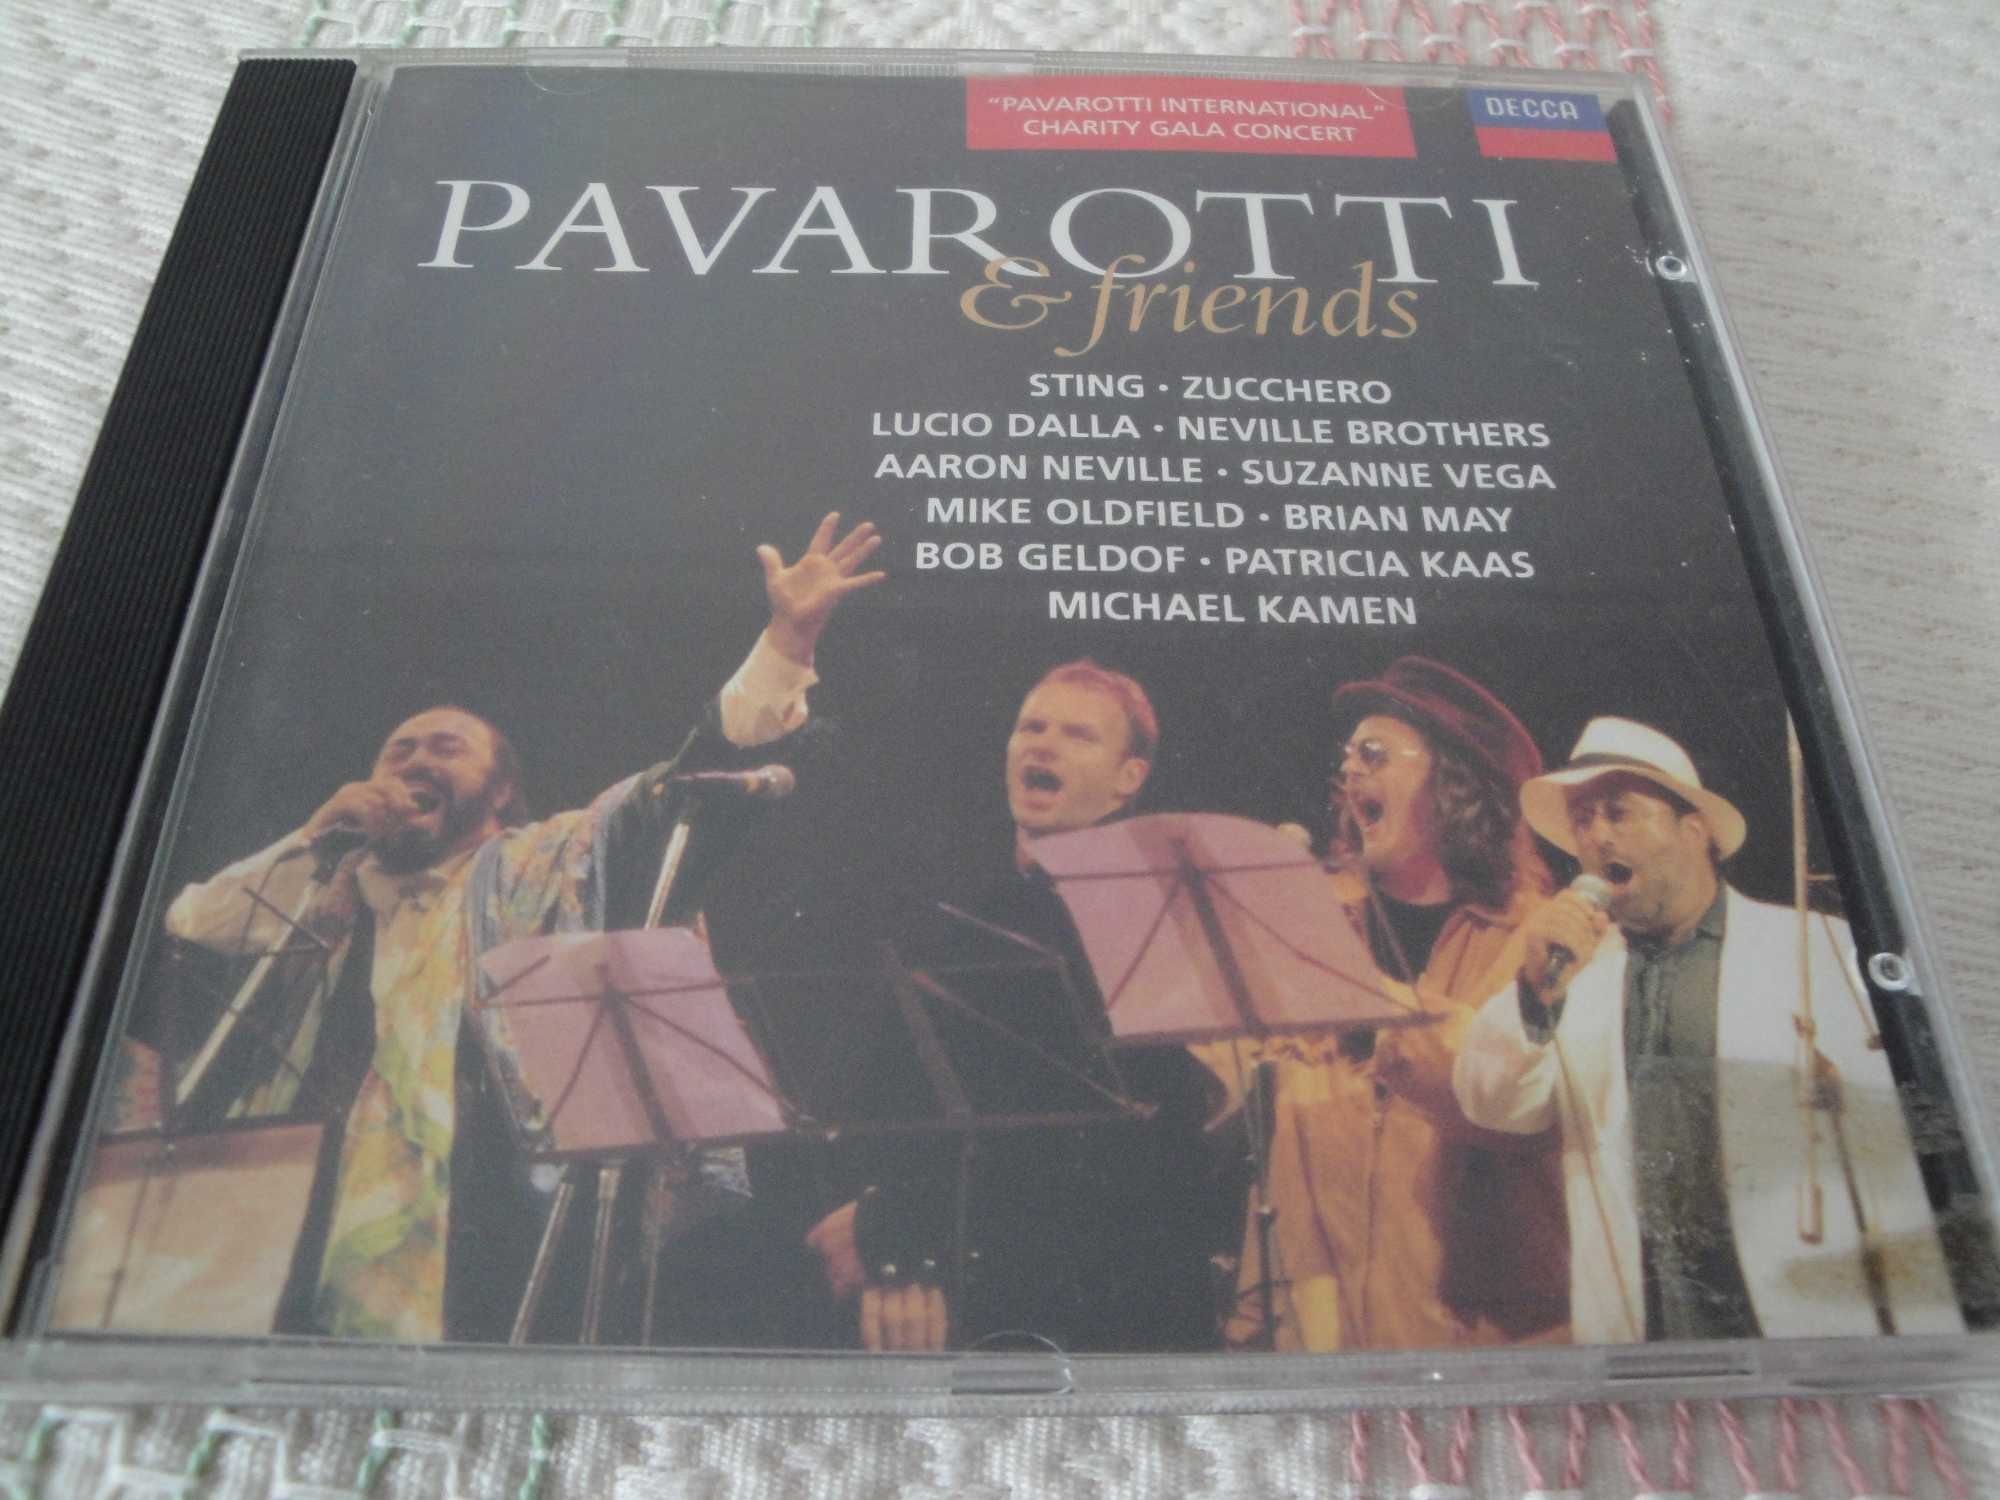 "PAVAROTTI INTERNATIONAL"
CHARITY GALA CONCERT
DECCA
PAVAROTTI
& friends
STING · ZUCCHERO
LUCIO DALLA · NEVILLE BROTHERS
AARON NEVILLE · SUZANNE VEGA
MIKE OLDFIELD · BRIAN MAY
BOB GELDOF · PATRICIA KAAS
MICHAEL KAMEN